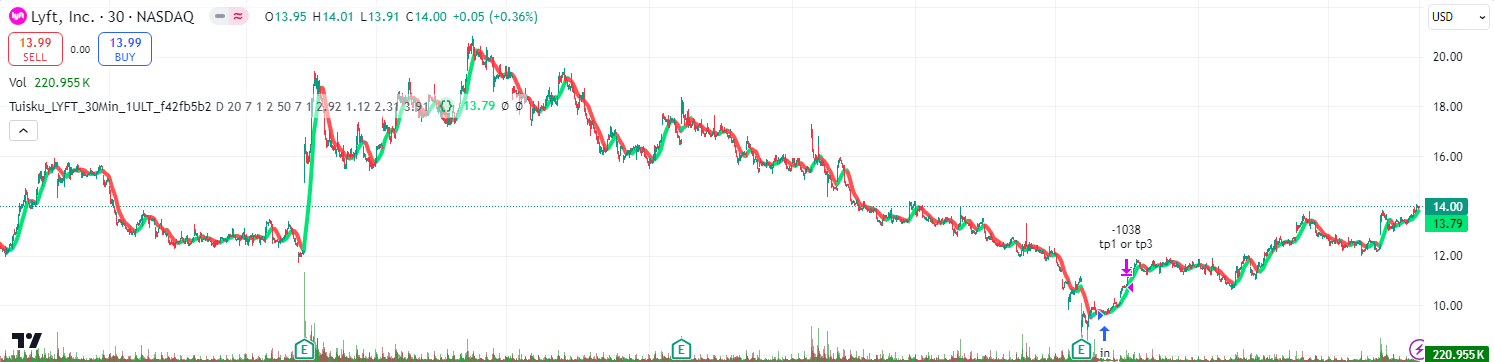 Lyft, Inc. · 30 · NASDAQ O13.95 H14.01 L13.91 C14.00 +0.05 (+0.36%)
USD
13.99 0.00 13.99
SELL BUY
20.00
Vol 220.955 K
Tuisku_LYFT_30Min_1ULT_f42fb5b2 D 20 7 1 2 50 7 1 2.92 1.12 2.31 3.91 {} 13.79 Ø Ø
18.00
16.00
14.00
13.79
-1038
tp1 or tp3
12.00
10.00
E E E
in
220.955 K